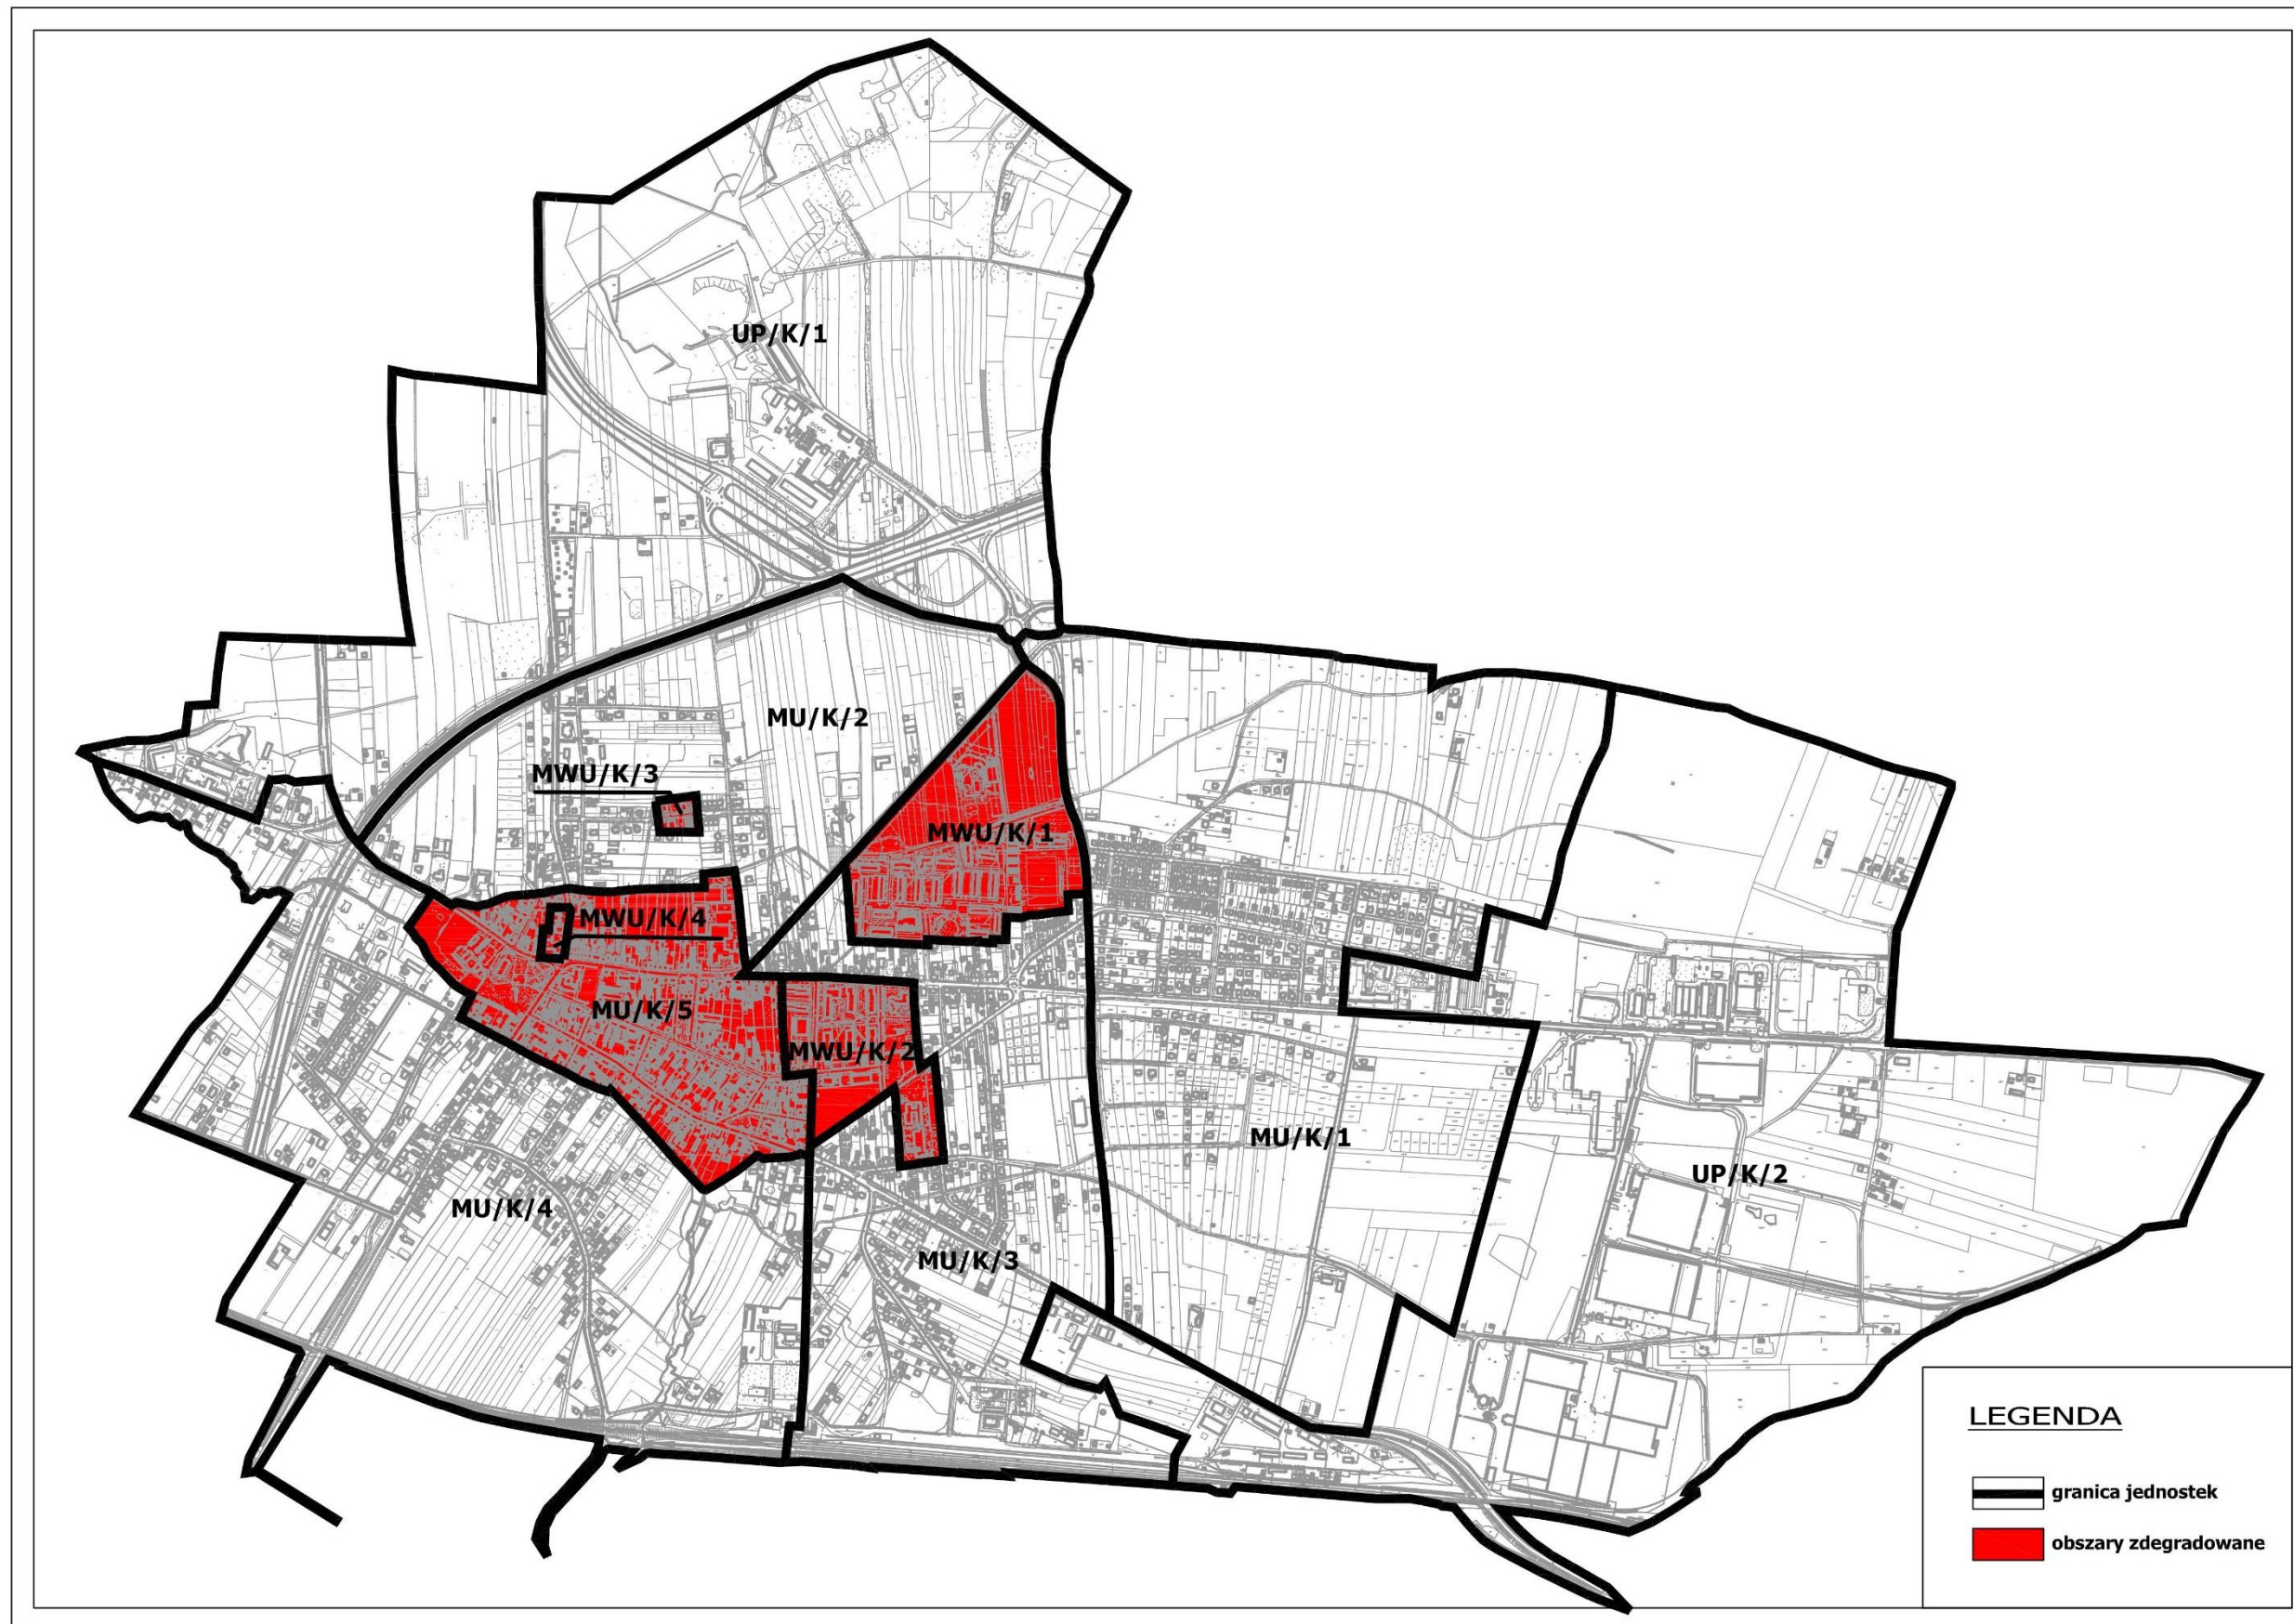 UP/K/1
MU/K/2
MWU/K/3
MWU/K/1
MWU/K/4
MU/K/5
MWU/K/2
MU/K/1
UP/K/2
MU/K/4
MU/K/3
LEGENDA
granica jednostek
obszary zdegradowane